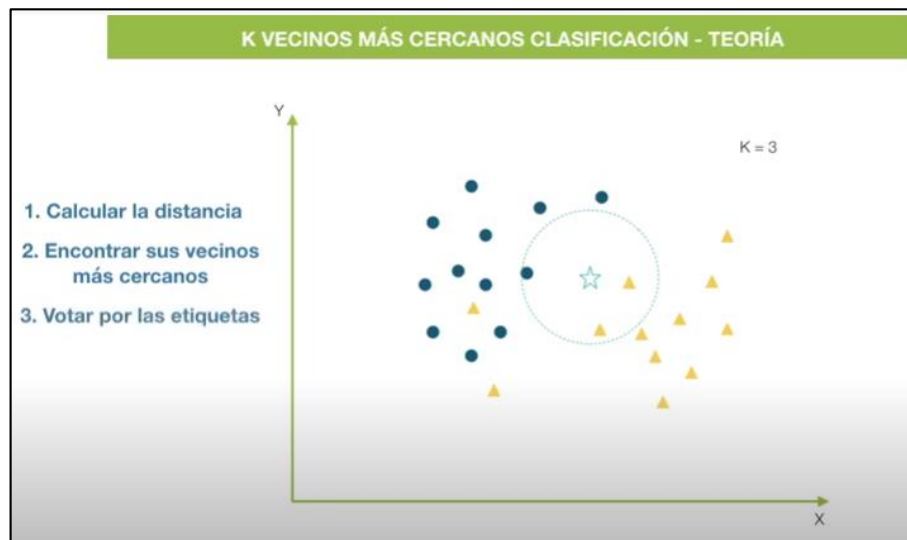 K VECINOS MÁS CERCANOS CLASIFICACIÓN - TEORÍA
Y
K = 3
1. Calcular la distancia
2. Encontrar sus vecinos
más cercanos
3. Votar por las etiquetas
X